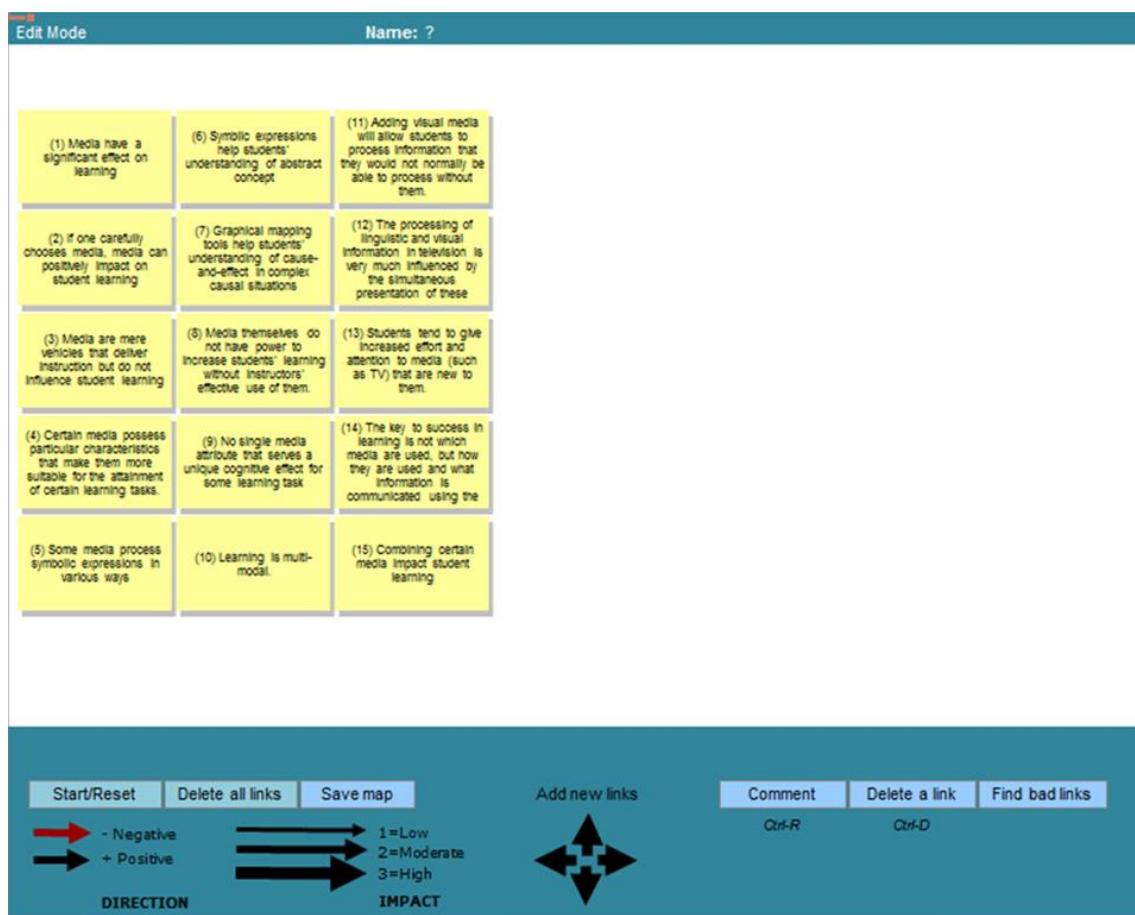 Edit Mode
Name: ?
(1) Media have a
significant effect on
learning
(2) If one carefully
chooses media, media can
positively impact on
student learning
(3) Media are mere
vehicles that deliver
instruction but do not
influence student learning
(4) Certain media possess
particular characteristics
that make them more
suitable for the attainment
of certain learning tasks.
(5) Some media process
symbolic expressions in
various ways
(6) Symblic expressions
help students'
understanding of abstract
concept
(7) Graphical mapping
tools help students'
understanding of cause-
and-effect in complex
causal situations
(8) Media themselves do
not have power to
increase students' learning
without instructors'
effective use of them.
(9) No single media
attribute that serves a
unique cognitive effect for
some learning task
(10) Learning is multi-
modal.
(11) Adding visual media
will allow students to
process information that
they would not normally be
able to process without
them.
(12) The processing of
linguistic and visual
information in television is
very much influenced by
the simultaneous
presentation of these
(13) Students tend to give
increased effort and
attention to media (such
as TV) that are new to
them.
(14) The key to success in
learning is not which
media are used, but how
they are used and what
information is
communicated using the
(15) Combining certain
media impact student
learning
Start/Reset
Delete all links
Save map
Add new links
Comment
Delete a link
Find bad links
Ctrl-R
Ctrl-D
- Negative
+ Positive
DIRECTION
1=Low
2=Moderate
3=High
IMPACT